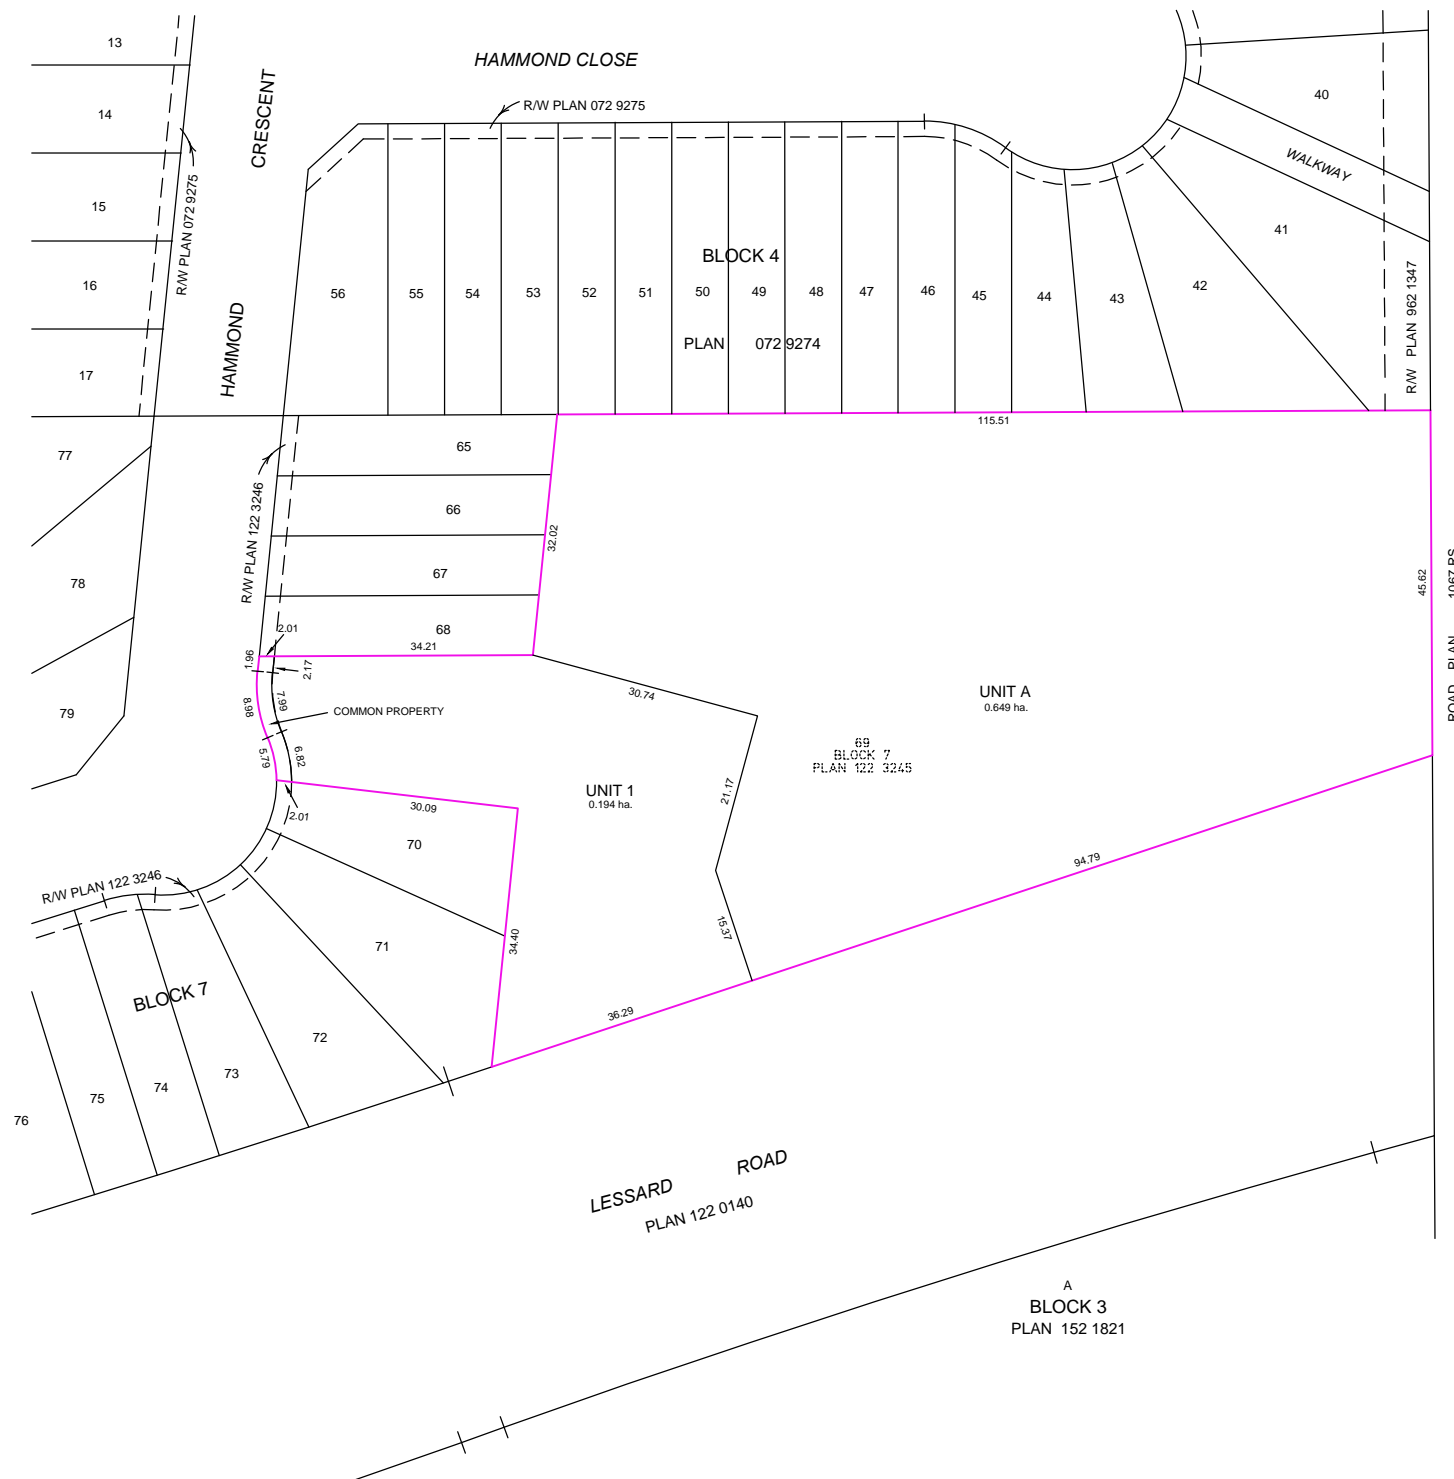 HAMMOND CLOSE
R/W PLAN 072 9275
CRESCENT
HAMMOND
R/W PLAN 072 9275
13
14
15
16
17
40
WALKWAY
41
42
43
44
45
46
47
48
49
50
51
52
53
54
55
56
BLOCK 4
PLAN 072 9274
R/W PLAN 962 1347
115.51
77
78
79
65
66
67
68
R/W PLAN 122 3246
32.02
45.62
ROAD PLAN 1067 RS
2.01
34.21
1.96
2.17
7.99
8.98
COMMON PROPERTY
5.79
6.82
2.01
30.74
UNIT A
0.649 ha.
69
BLOCK 7
PLAN 122 3245
UNIT 1
0.194 ha.
21.17
30.09
15.37
94.79
34.40
36.29
70
71
72
73
74
75
76
R/W PLAN 122 3246
BLOCK 7
LESSARD ROAD
PLAN 122 0140
A
BLOCK 3
PLAN 152 1821